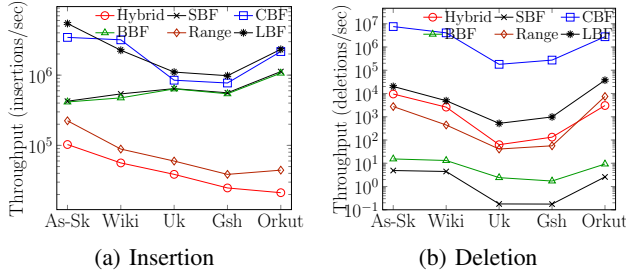 Hybrid SBF CBF
BBF Range LBF
Throughput (insertions/sec)
10^6
10^5
As-Sk Wiki Uk Gsh Orkut
(a) Insertion
Hybrid SBF CBF
BBF Range LBF
Throughput (deletions/sec)
10^7
10^6
10^5
10^4
10^3
10^2
10^1
10^0
10^−1
As-Sk Wiki Uk Gsh Orkut
(b) Deletion